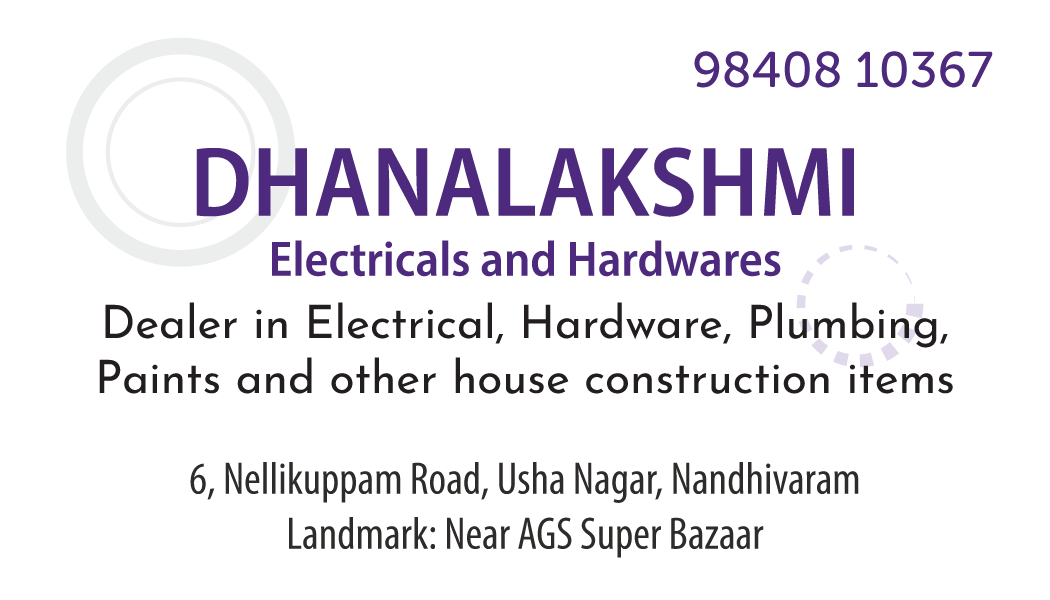 98408 10367
DHANALAKSHMI
Electricals and Hardwares
Dealer in Electrical, Hardware, Plumbing,
Paints and other house construction items
6, Nellikuppam Road, Usha Nagar, Nandhivaram
Landmark: Near AGS Super Bazaar